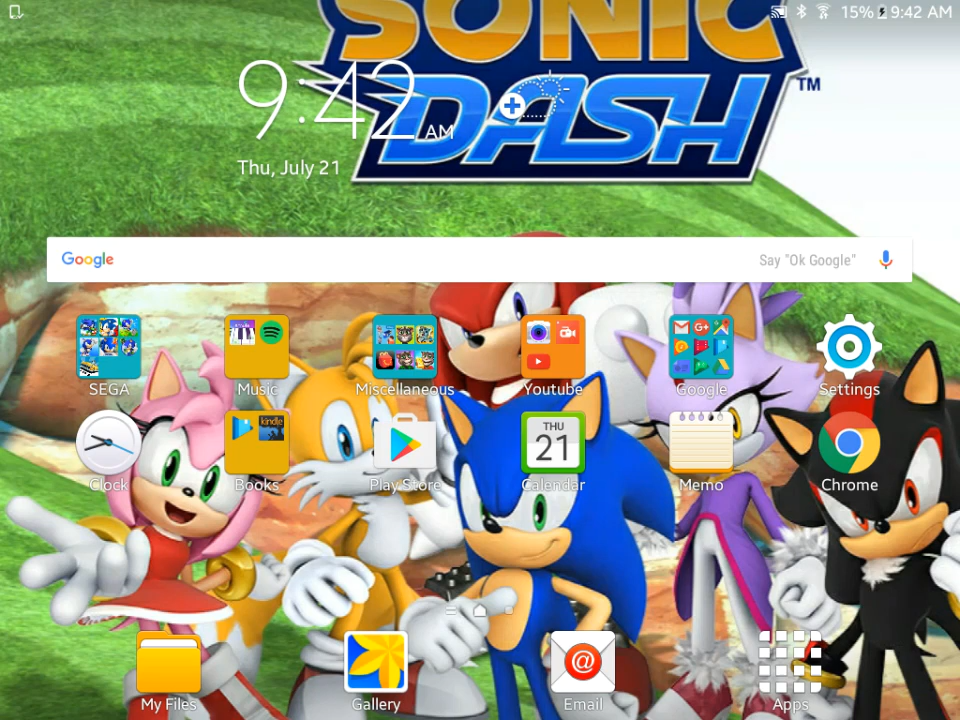 15% 9:42 AM
SONIC
DASH
TM
9:42 AM
Thu, July 21
Google
Say "Ok Google"
SEGA
Music
Miscellaneous
Youtube
Google
Settings
Clock
kindle
Books
Play Store
THU
21
Calendar
Memo
Chrome
My Files
Gallery
Email
Apps